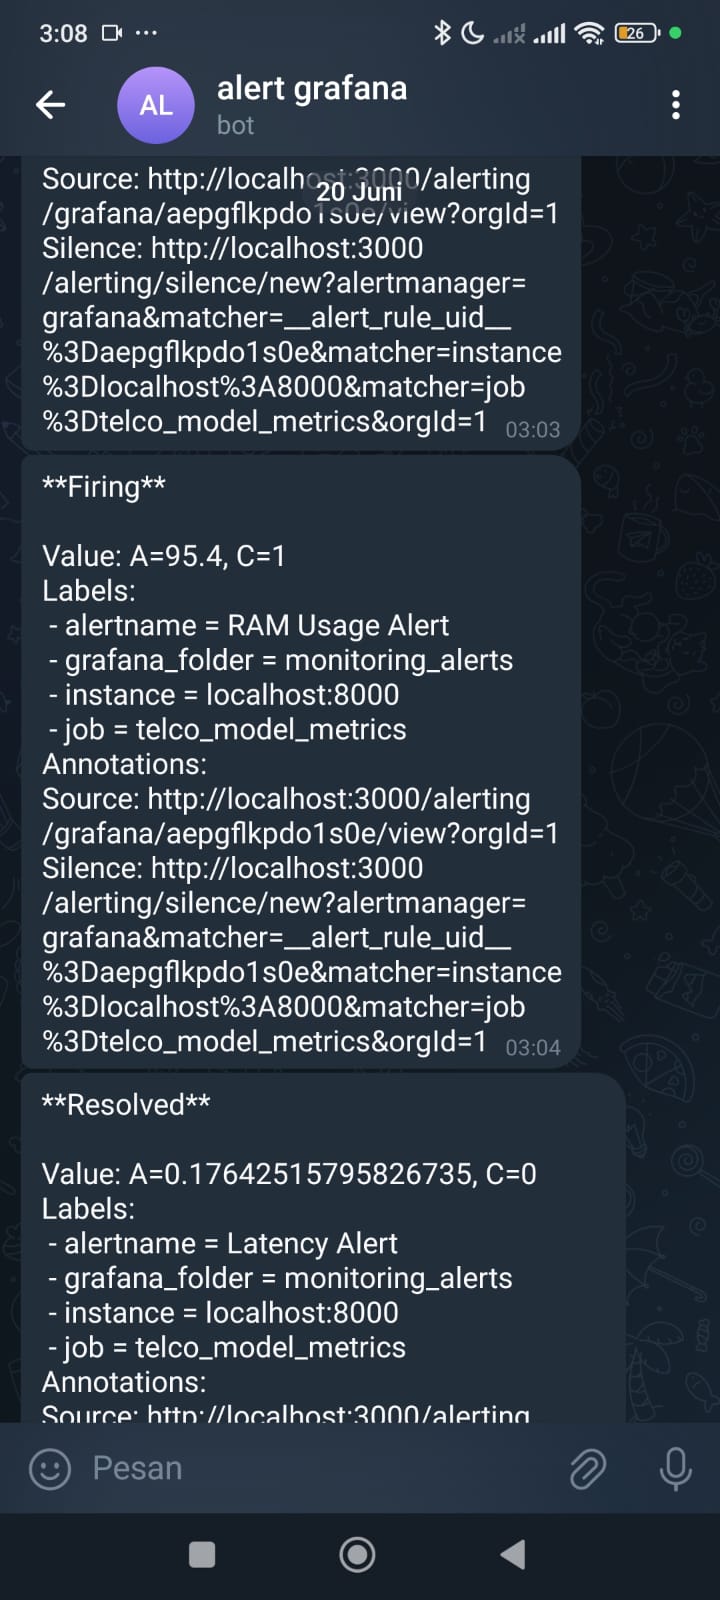 3:08
26
AL
alert grafana
bot
20 Juni
Source: http://localhost:3000/alerting
/grafana/aepgflkpdo1s0e/view?orgId=1
Silence: http://localhost:3000
/alerting/silence/new?alertmanager=
grafana&matcher=__alert_rule_uid__
%3Daepgflkpdo1s0e&matcher=instance
%3Dlocalhost%3A8000&matcher=job
%3Dtelco_model_metrics&orgId=1 03:03
**Firing**
Value: A=95.4, C=1
Labels:
- alertname = RAM Usage Alert
- grafana_folder = monitoring_alerts
- instance = localhost:8000
- job = telco_model_metrics
Annotations:
Source: http://localhost:3000/alerting
/grafana/aepgflkpdo1s0e/view?orgId=1
Silence: http://localhost:3000
/alerting/silence/new?alertmanager=
grafana&matcher=__alert_rule_uid__
%3Daepgflkpdo1s0e&matcher=instance
%3Dlocalhost%3A8000&matcher=job
%3Dtelco_model_metrics&orgId=1 03:04
**Resolved**
Value: A=0.17642515795826735, C=0
Labels:
- alertname = Latency Alert
- grafana_folder = monitoring_alerts
- instance = localhost:8000
- job = telco_model_metrics
Annotations:
Source: http://localhost:3000/alerting
Pesan